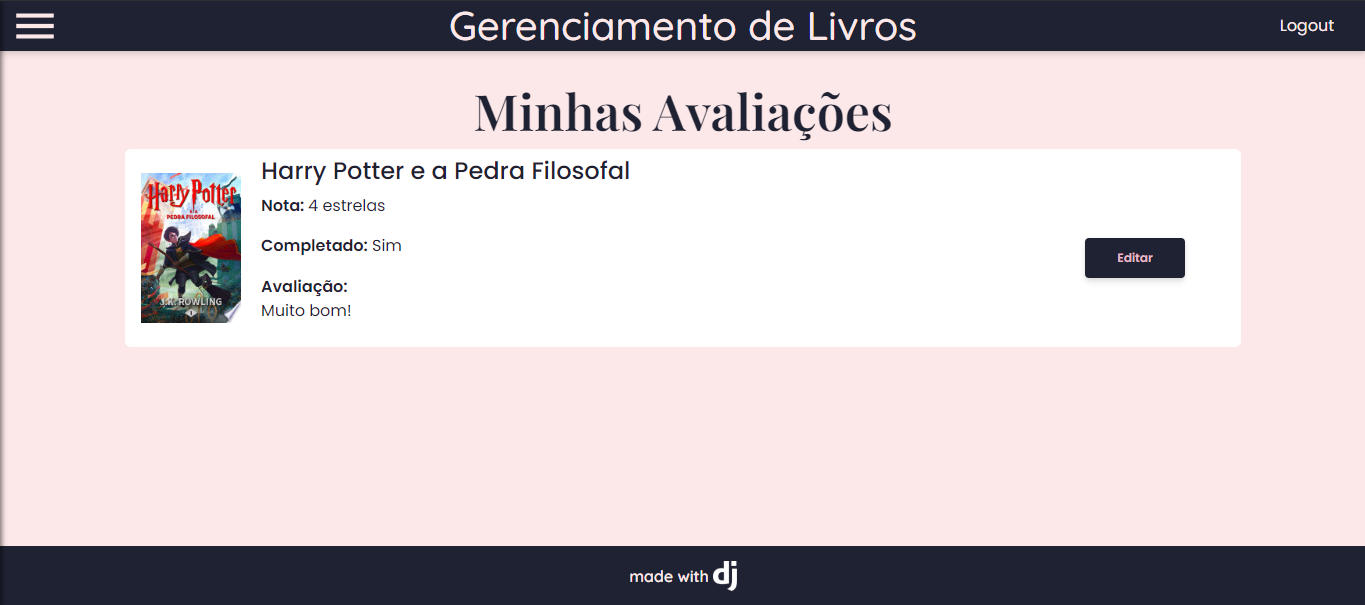 Gerenciamento de Livros
Logout
Minhas Avaliações
Harry Potter e a Pedra Filosofal
Harry Potter
E A
PEDRA FILOSOFAL
J.K. ROWLING
1
Nota: 4 estrelas
Completado: Sim
Avaliação:
Muito bom!
Editar
made with dj